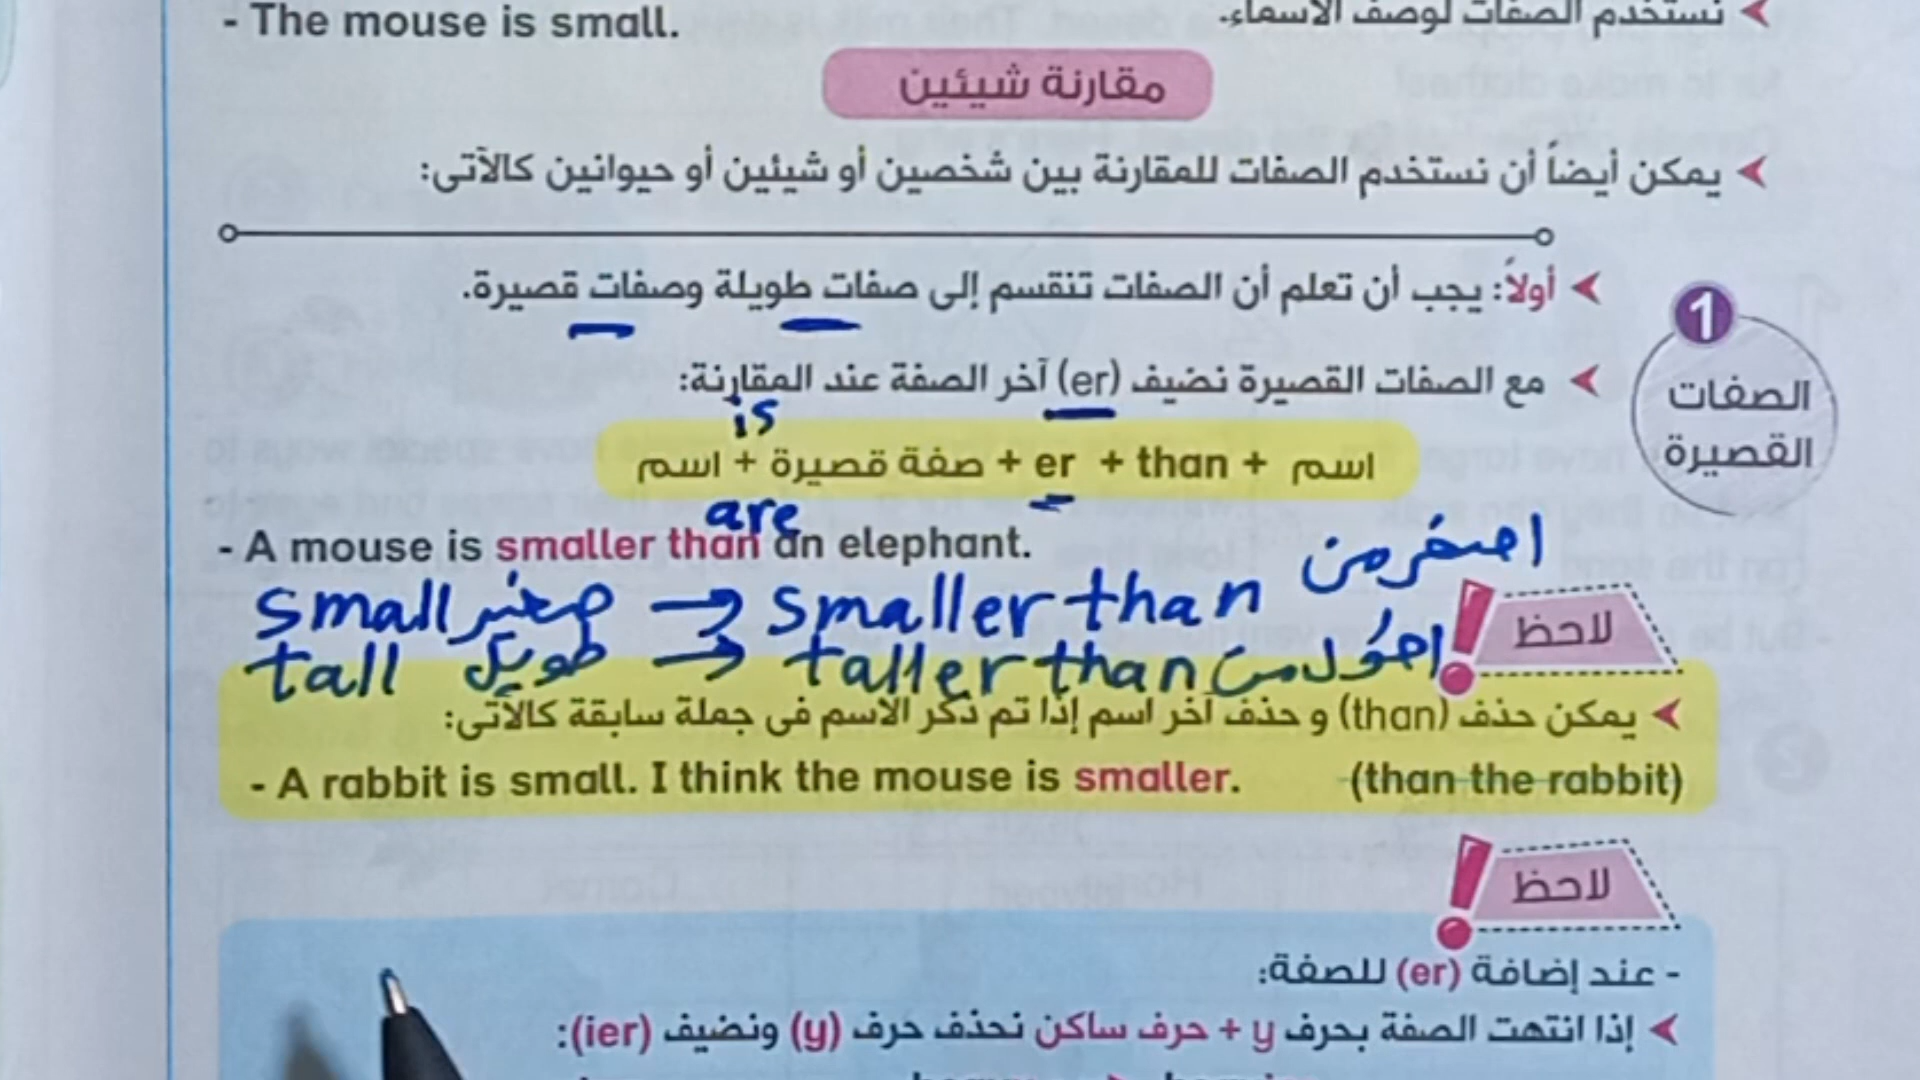 - The mouse is small.
نستخدم الصفات لوصف الأسماء.
مقارنة شيئين
يمكن أيضاً أن نستخدم الصفات للمقارنة بين شخصين أو شيئين أو حيوانين كالآتى:
1
الصفات القصيرة
أولاً: يجب أن تعلم أن الصفات تنقسم إلى صفات طويلة وصفات قصيرة.
مع الصفات القصيرة نضيف (er) آخر الصفة عند المقارنة:
is
اسم + صفة قصيرة + er + than + اسم
are
- A mouse is smaller than an elephant.
اصغر من
small صغير → smaller than
tall طويل → taller than اطول من
لاحظ
يمكن حذف (than) و حذف آخر اسم إذا تم ذكر الاسم فى جملة سابقة كالآتى:
- A rabbit is small. I think the mouse is smaller. (than the rabbit)
لاحظ
- عند إضافة (er) للصفة:
إذا انتهت الصفة بحرف y + حرف ساكن نحذف حرف (y) ونضيف (ier):